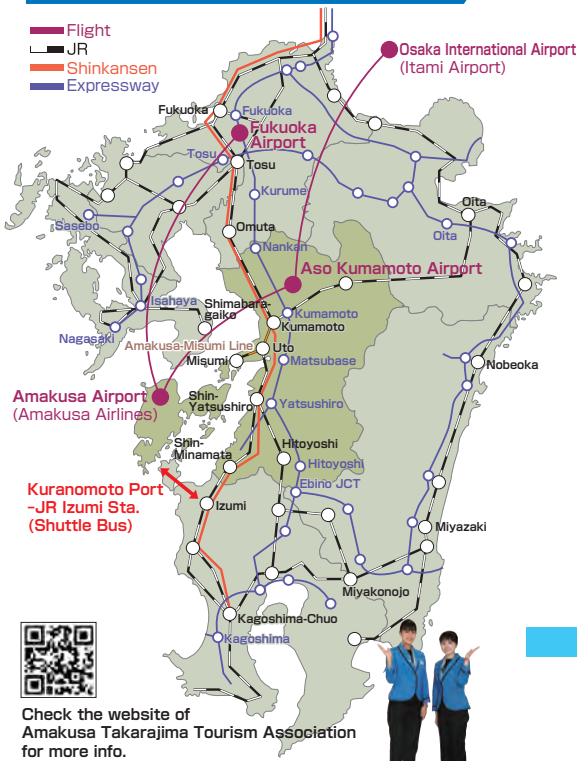 Flight
JR
Shinkansen
Expressway
Osaka International Airport
(Itami Airport)
Fukuoka
Fukuoka
Fukuoka
Airport
Tosu
Tosu
Kurume
Sasebo
Omuta
Oita
Oita
Nankan
Aso Kumamoto Airport
Isahaya
Shimabara-
gaiko
Kumamoto
Kumamoto
Nagasaki
Amakusa-Misumi Line
Uto
Misumi
Matsubase
Nobeoka
Amakusa Airport
(Amakusa Airlines)
Shin-
Yatsushiro
Yatsushiro
Shin-
Minamata
Hitoyoshi
Hitoyoshi
Ebino JCT
Kuranomoto Port
-JR Izumi Sta.
(Shuttle Bus)
Izumi
Miyazaki
Miyakonojo
Kagoshima-Chuo
Kagoshima
Check the website of
Amakusa Takarajima Tourism Association
for more info.